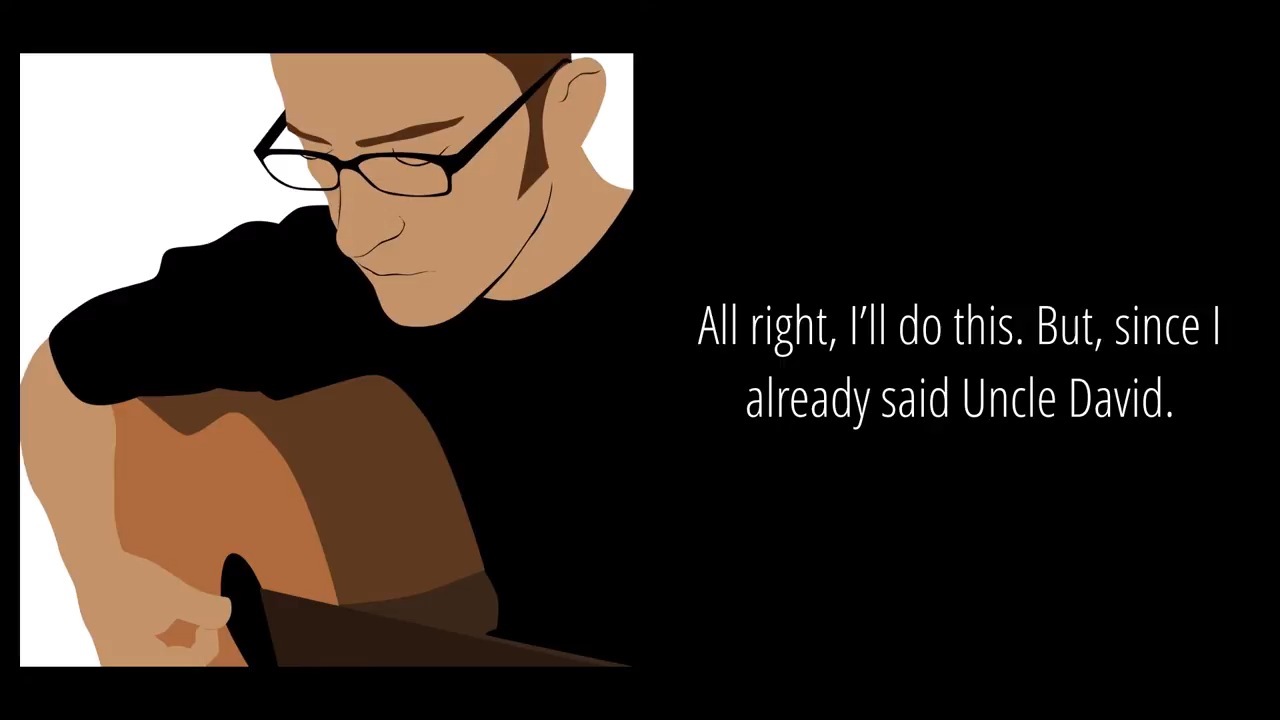 All right, I’ll do this. But, since I
already said Uncle David.